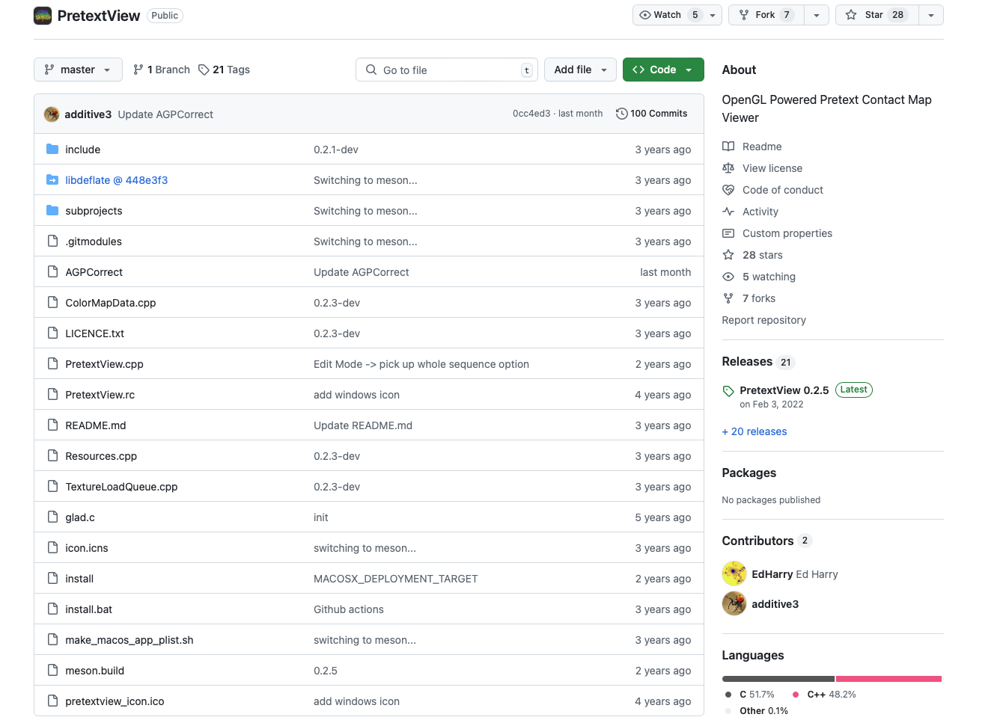 PretextView Public
Watch 5
Fork 7
Star 28
master
1 Branch
21 Tags
Go to file
t
Add file
Code
additive3 Update AGPCorrect
0cc4ed3 · last month
100 Commits
include 0.2.1-dev 3 years ago
libdeflate @ 448e3f3 Switching to meson... 3 years ago
subprojects Switching to meson... 3 years ago
.gitmodules Switching to meson... 3 years ago
AGPCorrect Update AGPCorrect last month
ColorMapData.cpp 0.2.3-dev 3 years ago
LICENCE.txt 0.2.3-dev 3 years ago
PretextView.cpp Edit Mode -> pick up whole sequence option 2 years ago
PretextView.rc add windows icon 4 years ago
README.md Update README.md 3 years ago
Resources.cpp 0.2.3-dev 3 years ago
TextureLoadQueue.cpp 0.2.3-dev 3 years ago
glad.c init 5 years ago
icon.icns switching to meson... 3 years ago
install MACOSX_DEPLOYMENT_TARGET 2 years ago
install.bat Github actions 3 years ago
make_macos_app_plist.sh switching to meson... 3 years ago
meson.build 0.2.5 2 years ago
pretextview_icon.ico add windows icon 4 years ago
About
OpenGL Powered Pretext Contact Map
Viewer
Readme
View license
Code of conduct
Activity
Custom properties
28 stars
5 watching
7 forks
Report repository
Releases 21
PretextView 0.2.5 Latest
on Feb 3, 2022
+ 20 releases
Packages
No packages published
Contributors 2
EdHarry Ed Harry
additive3
Languages
C 51.7% C++ 48.2%
Other 0.1%